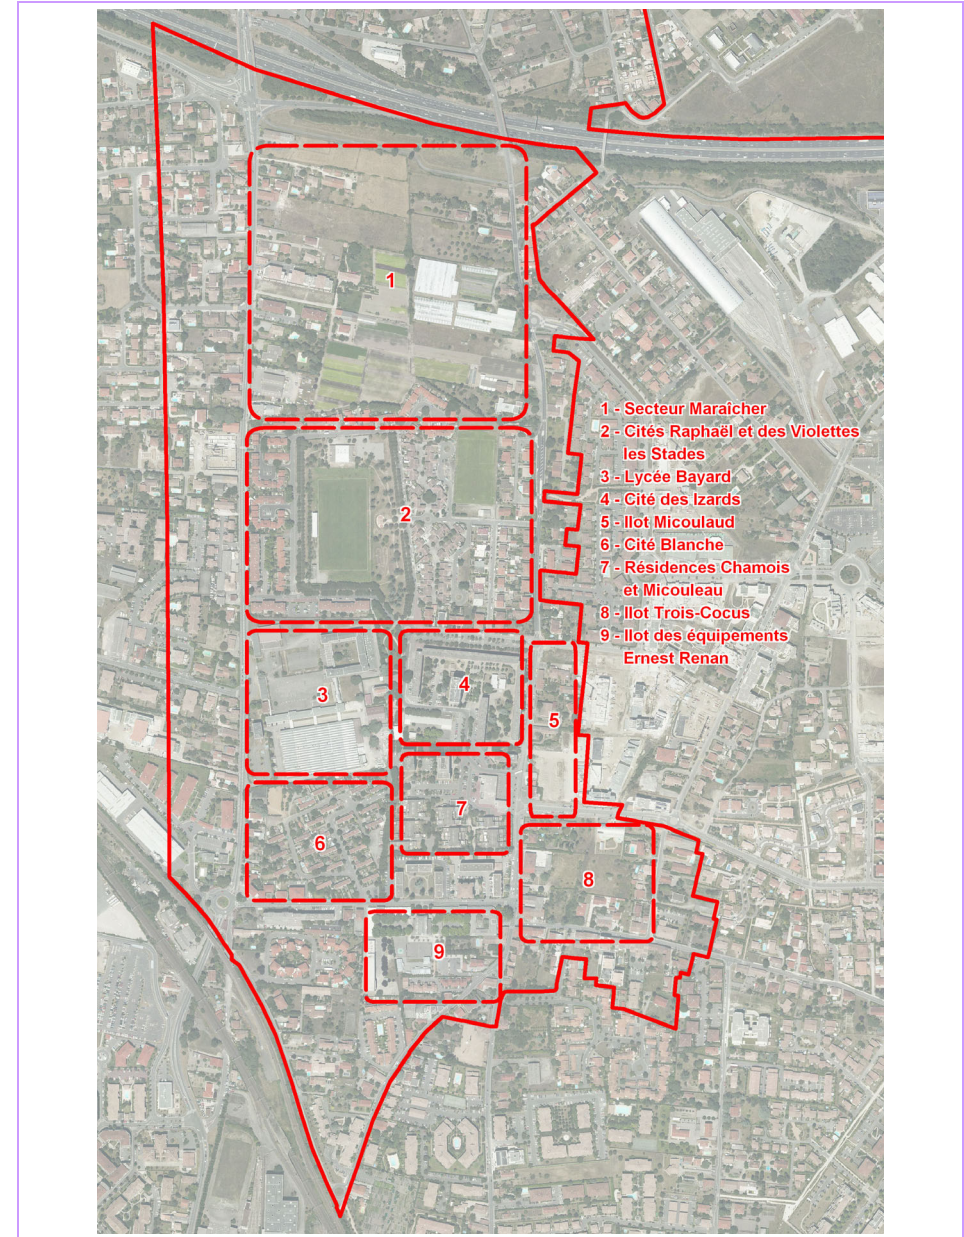 1
1 - Secteur Maraîcher
2 - Cités Raphaël et des Violettes
les Stades
3 - Lycée Bayard
4 - Cité des Izards
5 - Ilot Micoulaud
6 - Cité Blanche
7 - Résidences Chamois
et Micouleau
8 - Ilot Trois-Cocus
9 - Ilot des équipements
Ernest Renan
2
3
4
5
7
6
8
9